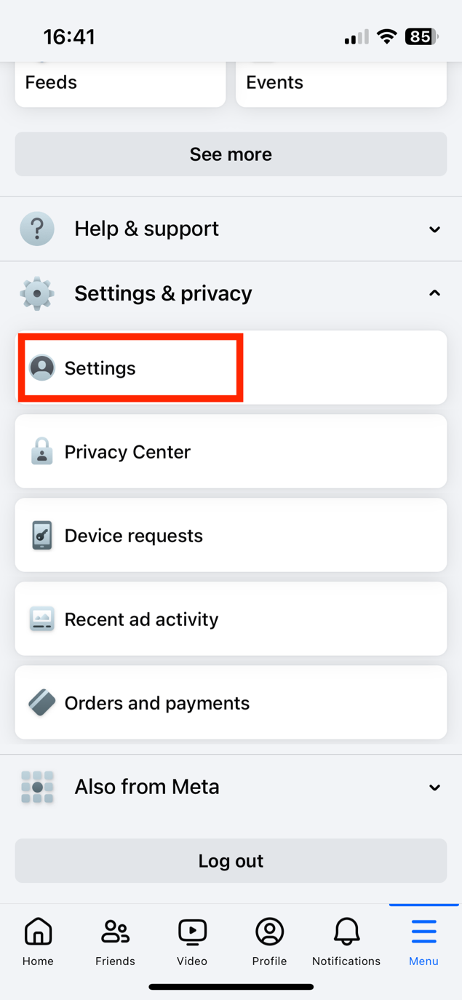 16:41
85
Feeds
Events
See more
Help & support
Settings & privacy
Settings
Privacy Center
Device requests
Recent ad activity
Orders and payments
Also from Meta
Log out
Home Friends Video Profile Notifications Menu